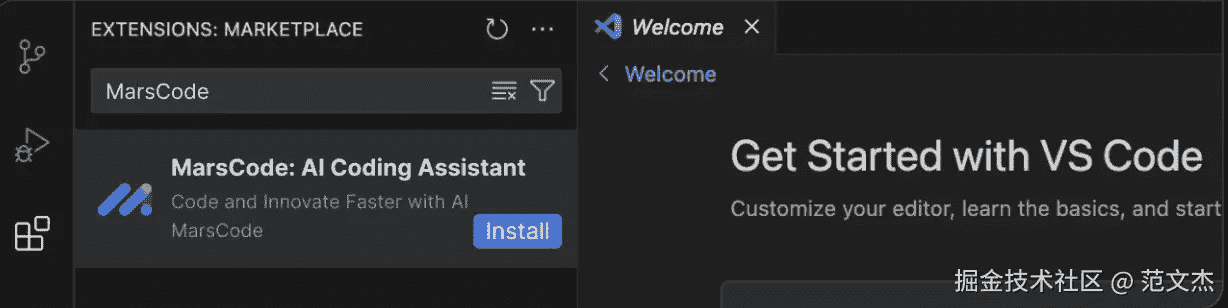 EXTENSIONS: MARKETPLACE
MarsCode
MarsCode: AI Coding Assistant
Code and Innovate Faster with AI
MarsCode
Install
Welcome
Welcome
Get Started with VS Code
Customize your editor, learn the basics, and start
掘金技术社区 @ 范文杰